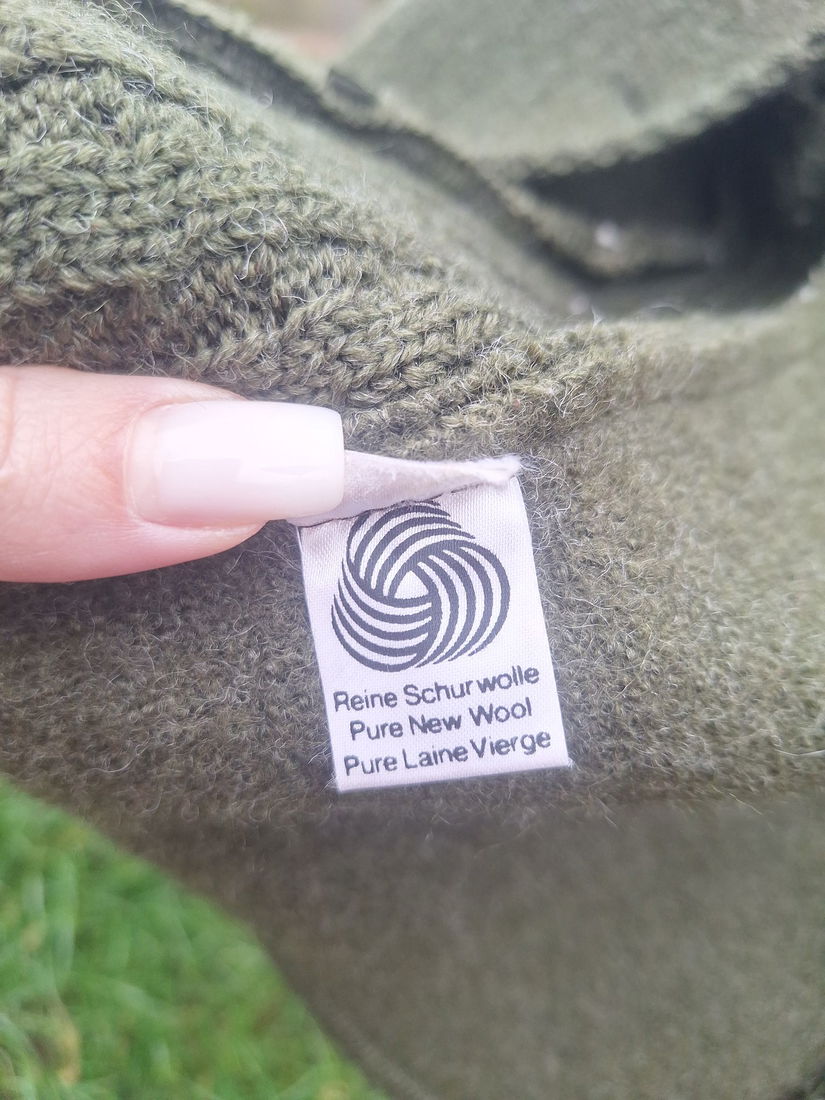 Reine Schurwolle
Pure New Wool
Pure Laine Vierge